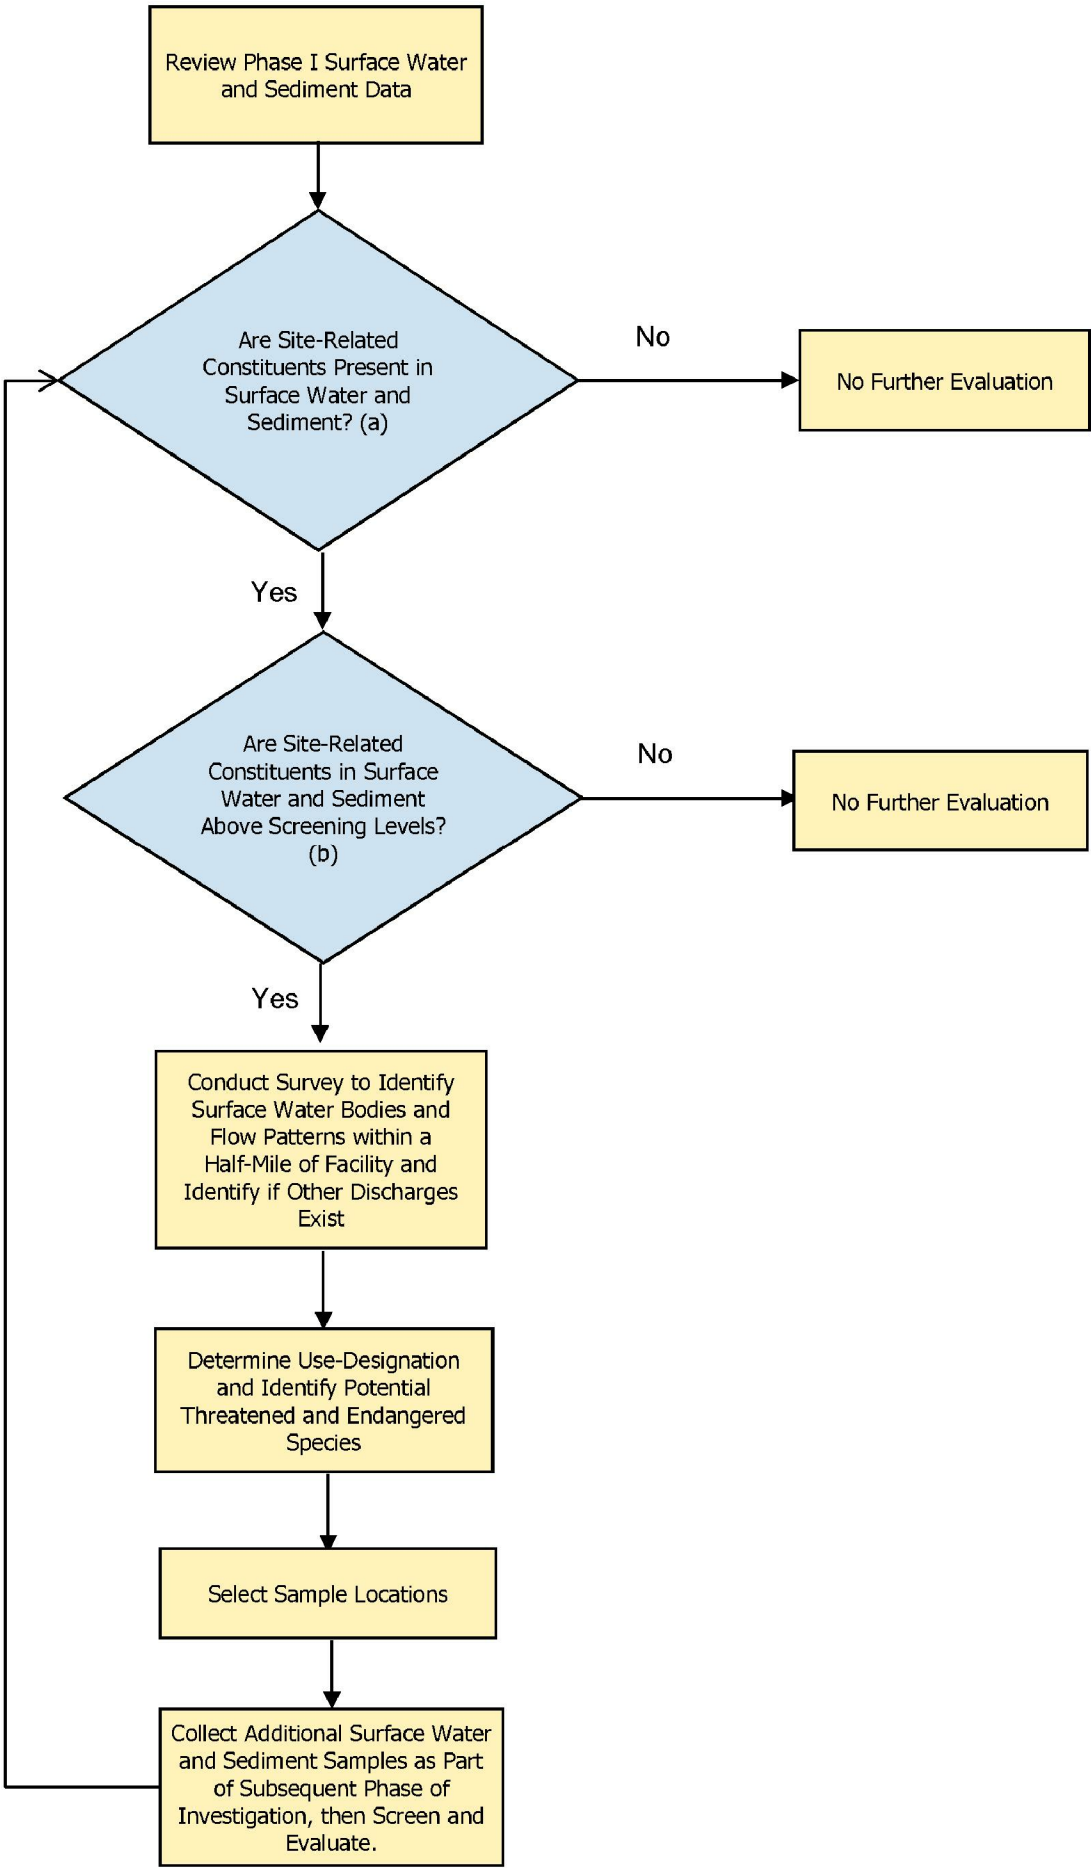 Review Phase I Surface Water
and Sediment Data
Are Site-Related
Constituents Present in
Surface Water and
Sediment? (a)
No
No Further Evaluation
Yes
Are Site-Related
Constituents in Surface
Water and Sediment
Above Screening Levels?
(b)
No
No Further Evaluation
Yes
Conduct Survey to Identify
Surface Water Bodies and
Flow Patterns within a
Half-Mile of Facility and
Identify if Other Discharges
Exist
Determine Use-Designation
and Identify Potential
Threatened and Endangered
Species
Select Sample Locations
Collect Additional Surface Water
and Sediment Samples as Part
of Subsequent Phase of
Investigation, then Screen and
Evaluate.